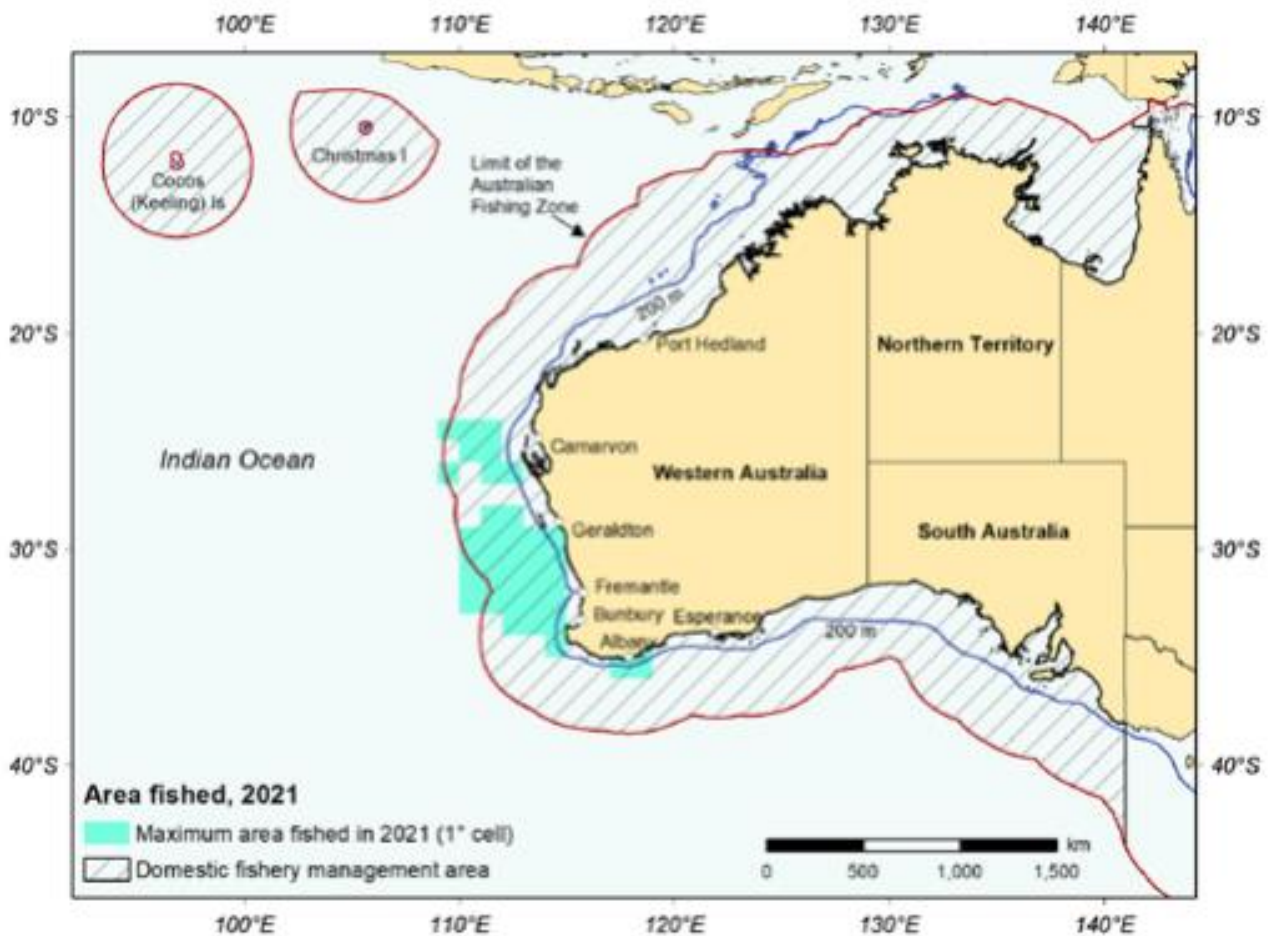 100°E 110°E 120°E 130°E 140°E
10°S 10°S
Christmas I
Cocos
(Keeling) Is
Limit of the
Australian
Fishing Zone
200 m
20°S 20°S
Port Hedland
Northern Territory
Indian Ocean
Carnarvon
Western Australia
Geraldton
South Australia
30°S 30°S
Fremantle
Bunbury Esperance
200 m
Albany
40°S 40°S
Area fished, 2021
Maximum area fished in 2021 (1° cell)
Domestic fishery management area
km
0 500 1,000 1,500
100°E 110°E 120°E 130°E 140°E